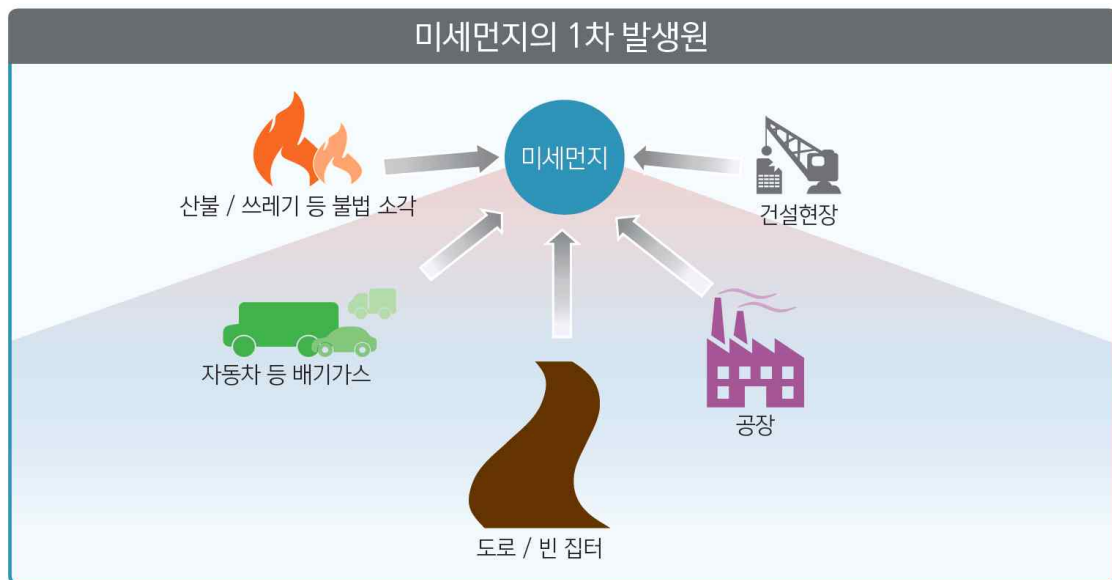 미세먼지의 1차 발생원
미세먼지
산불 / 쓰레기 등 불법 소각
건설현장
자동차 등 배기가스
공장
도로 / 빈 집터